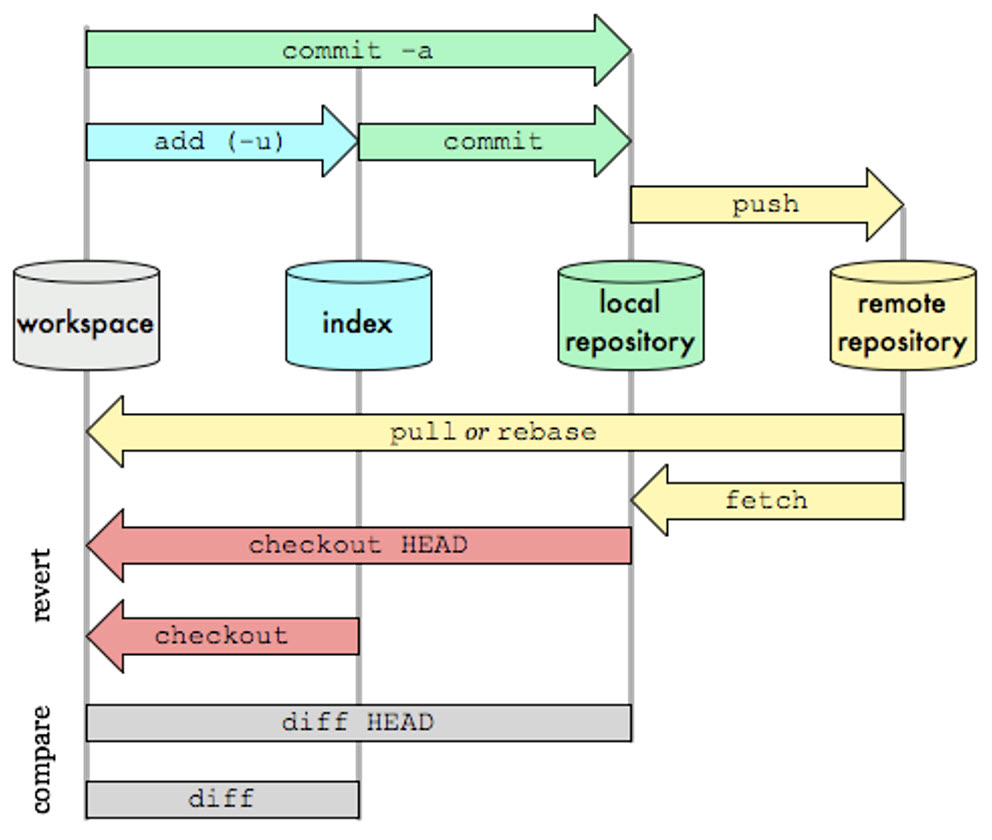 commit -a
add (-u)
commit
push
workspace
index
local
repository
remote
repository
pull or rebase
fetch
revert
checkout HEAD
checkout
compare
diff HEAD
diff